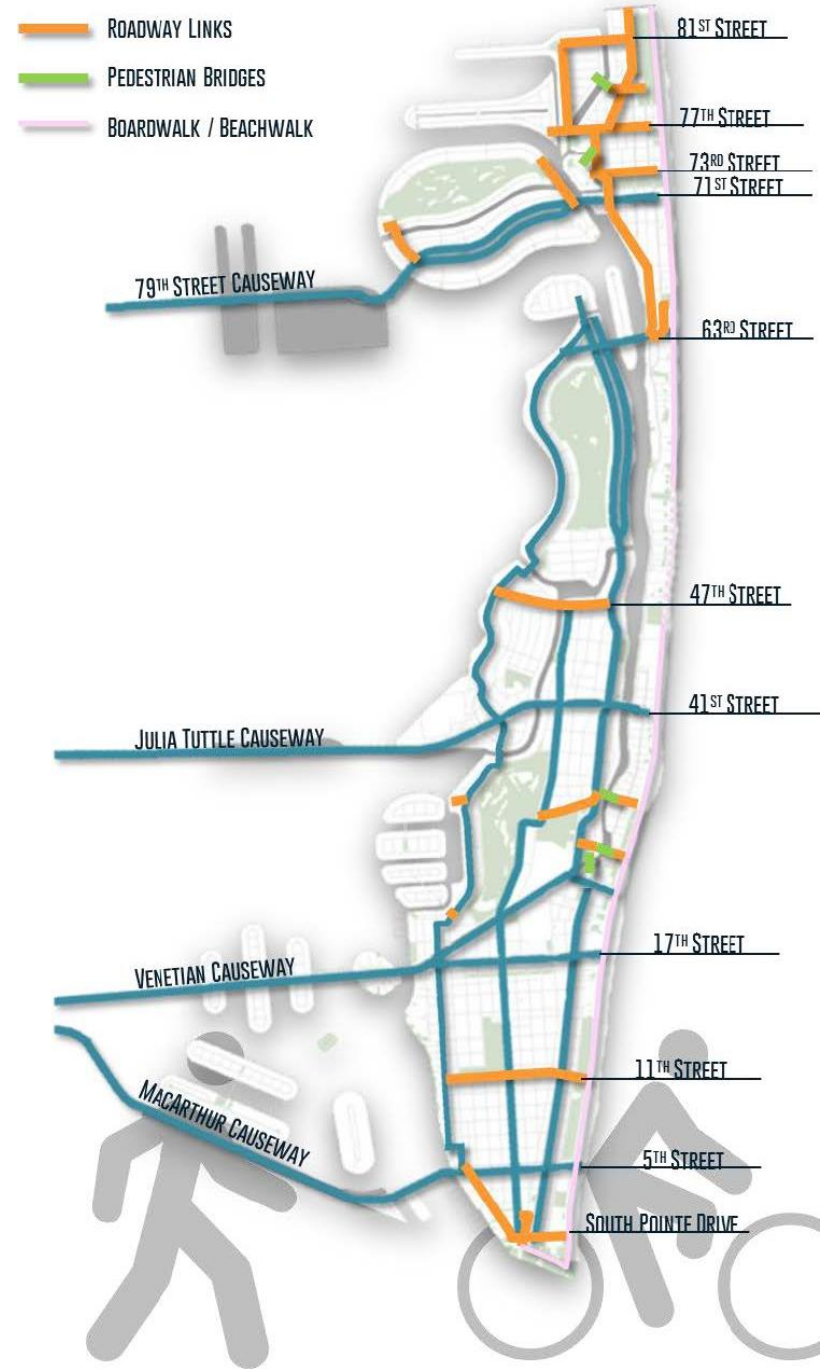 ROADWAY LINKS
PEDESTRIAN BRIDGES
BOARDWALK / BEACHWALK
81ST STREET
77TH STREET
73RD STREET
71ST STREET
79TH STREET CAUSEWAY
63RD STREET
47TH STREET
41ST STREET
JULIA TUTTLE CAUSEWAY
17TH STREET
VENETIAN CAUSEWAY
11TH STREET
MACARTHUR CAUSEWAY
5TH STREET
SOUTH POINTE DRIVE